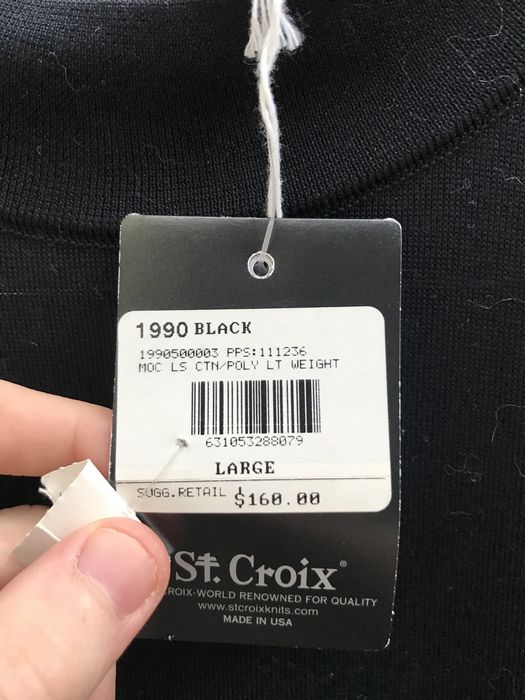 1990 BLACK
1990500003 PPS:111236
MOC LS CTN/POLY LT WEIGHT
631053288079
LARGE
SUGG.RETAIL $160.00
St. Croix®
CROIX-WORLD RENOWNED FOR QUALITY
www.stcroixknits.com
MADE IN USA